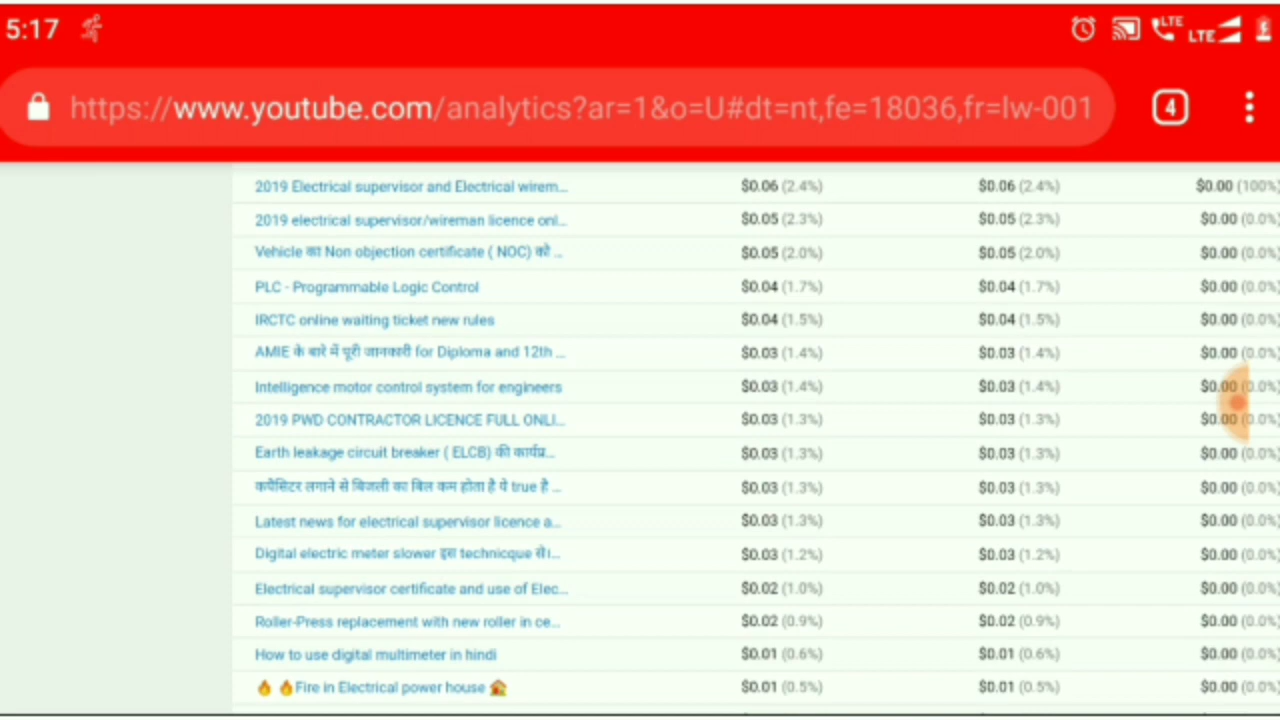 5:17 LTE LTE
https://www.youtube.com/analytics?ar=1&o=U#dt=nt,fe=18036,fr=lw-001 4
2019 Electrical supervisor and Electrical wirem... $0.06 (2.4%) $0.06 (2.4%) $0.00 (100%)
2019 electrical supervisor/wireman licence onl... $0.05 (2.3%) $0.05 (2.3%) $0.00 (0.0%
Vehicle का Non objection certificate ( NOC) को ... $0.05 (2.0%) $0.05 (2.0%) $0.00 (0.0%
PLC - Programmable Logic Control $0.04 (1.7%) $0.04 (1.7%) $0.00 (0.0%
IRCTC online waiting ticket new rules $0.04 (1.5%) $0.04 (1.5%) $0.00 (0.0%
AMIE के बारे में पूरी जानकारी for Diploma and 12th ... $0.03 (1.4%) $0.03 (1.4%) $0.00 (0.0%
Intelligence motor control system for engineers $0.03 (1.4%) $0.03 (1.4%) $0.00 (0.0%
2019 PWD CONTRACTOR LICENCE FULL ONLI... $0.03 (1.3%) $0.03 (1.3%) $0.00 (0.0%
Earth leakage circuit breaker ( ELCB) की कार्यप्र... $0.03 (1.3%) $0.03 (1.3%) $0.00 (0.0%
कपैसिटर लगाने से बिजली का बिल कम होता है ये true है ... $0.03 (1.3%) $0.03 (1.3%) $0.00 (0.0%
Latest news for electrical supervisor licence a... $0.03 (1.3%) $0.03 (1.3%) $0.00 (0.0%
Digital electric meter slower इस technicque से।... $0.03 (1.2%) $0.03 (1.2%) $0.00 (0.0%
Electrical supervisor certificate and use of Elec... $0.02 (1.0%) $0.02 (1.0%) $0.00 (0.0%
Roller-Press replacement with new roller in ce... $0.02 (0.9%) $0.02 (0.9%) $0.00 (0.0%
How to use digital multimeter in hindi $0.01 (0.6%) $0.01 (0.6%) $0.00 (0.0%
🔥 🔥Fire in Electrical power house 🏠 $0.01 (0.5%) $0.01 (0.5%) $0.00 (0.0%